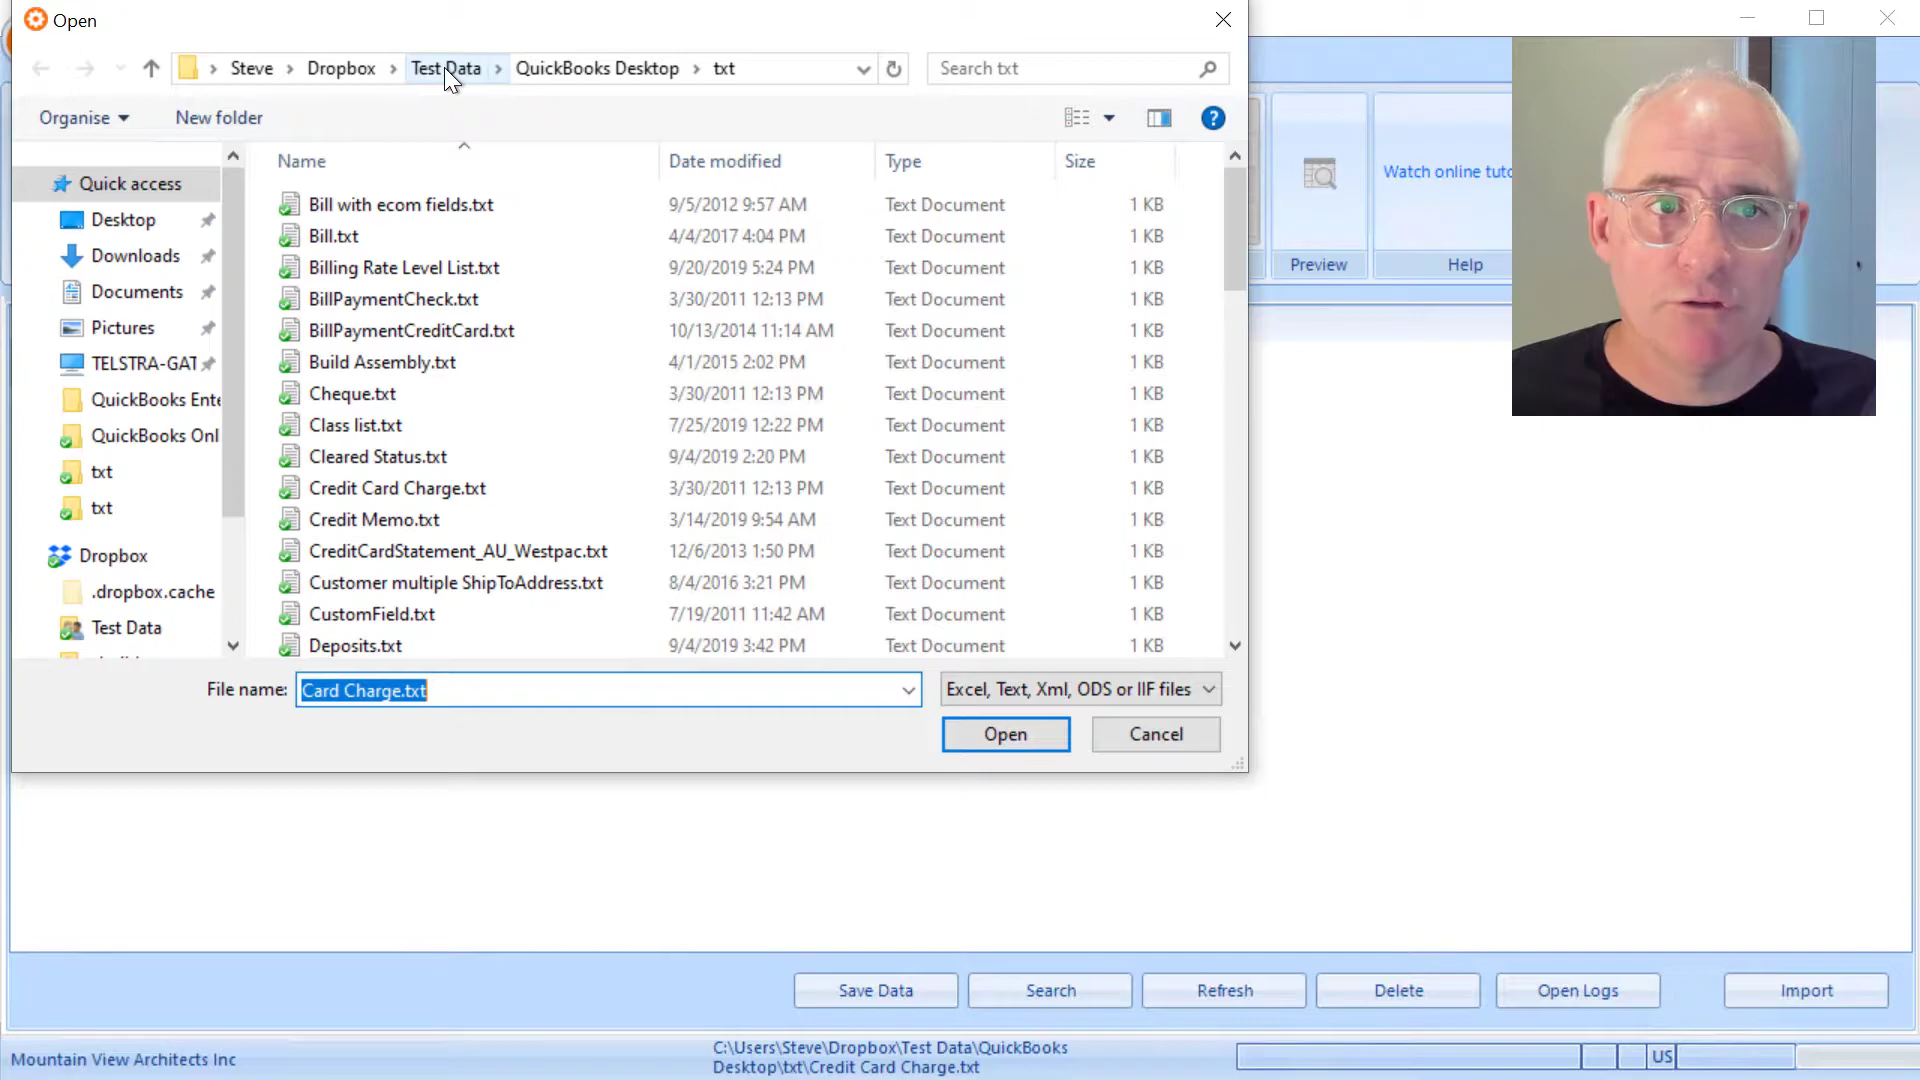 Open
Steve
Dropbox
Test Data
QuickBooks Desktop
txt
Search txt
Organise
New folder
?
Name
Date modified
Type
Size
Quick access
Desktop
Downloads
Documents
Pictures
TELSTRA-GAT
QuickBooks Ente
QuickBooks Onl
txt
txt
Dropbox
.dropbox.cache
Test Data
Bill with ecom fields.txt 9/5/2012 9:57 AM Text Document 1 KB
Bill.txt 4/4/2017 4:04 PM Text Document 1 KB
Billing Rate Level List.txt 9/20/2019 5:24 PM Text Document 1 KB
BillPaymentCheck.txt 3/30/2011 12:13 PM Text Document 1 KB
BillPaymentCreditCard.txt 10/13/2014 11:14 AM Text Document 1 KB
Build Assembly.txt 4/1/2015 2:02 PM Text Document 1 KB
Cheque.txt 3/30/2011 12:13 PM Text Document 1 KB
Class list.txt 7/25/2019 12:22 PM Text Document 1 KB
Cleared Status.txt 9/4/2019 2:20 PM Text Document 1 KB
Credit Card Charge.txt 3/30/2011 12:13 PM Text Document 1 KB
Credit Memo.txt 3/14/2019 9:54 AM Text Document 1 KB
CreditCardStatement_AU_Westpac.txt 12/6/2013 1:50 PM Text Document 1 KB
Customer multiple ShipToAddress.txt 8/4/2016 3:21 PM Text Document 1 KB
CustomField.txt 7/19/2011 11:42 AM Text Document 1 KB
Deposits.txt 9/4/2019 3:42 PM Text Document 1 KB
File name: Card Charge.txt Excel, Text, Xml, ODS or IIF files
Open Cancel
Watch online tuto
Preview
Help
Save Data Search Refresh Delete Open Logs Import
Mountain View Architects Inc
C:\Users\Steve\Dropbox\Test Data\QuickBooks
Desktop\txt\Credit Card Charge.txt
US